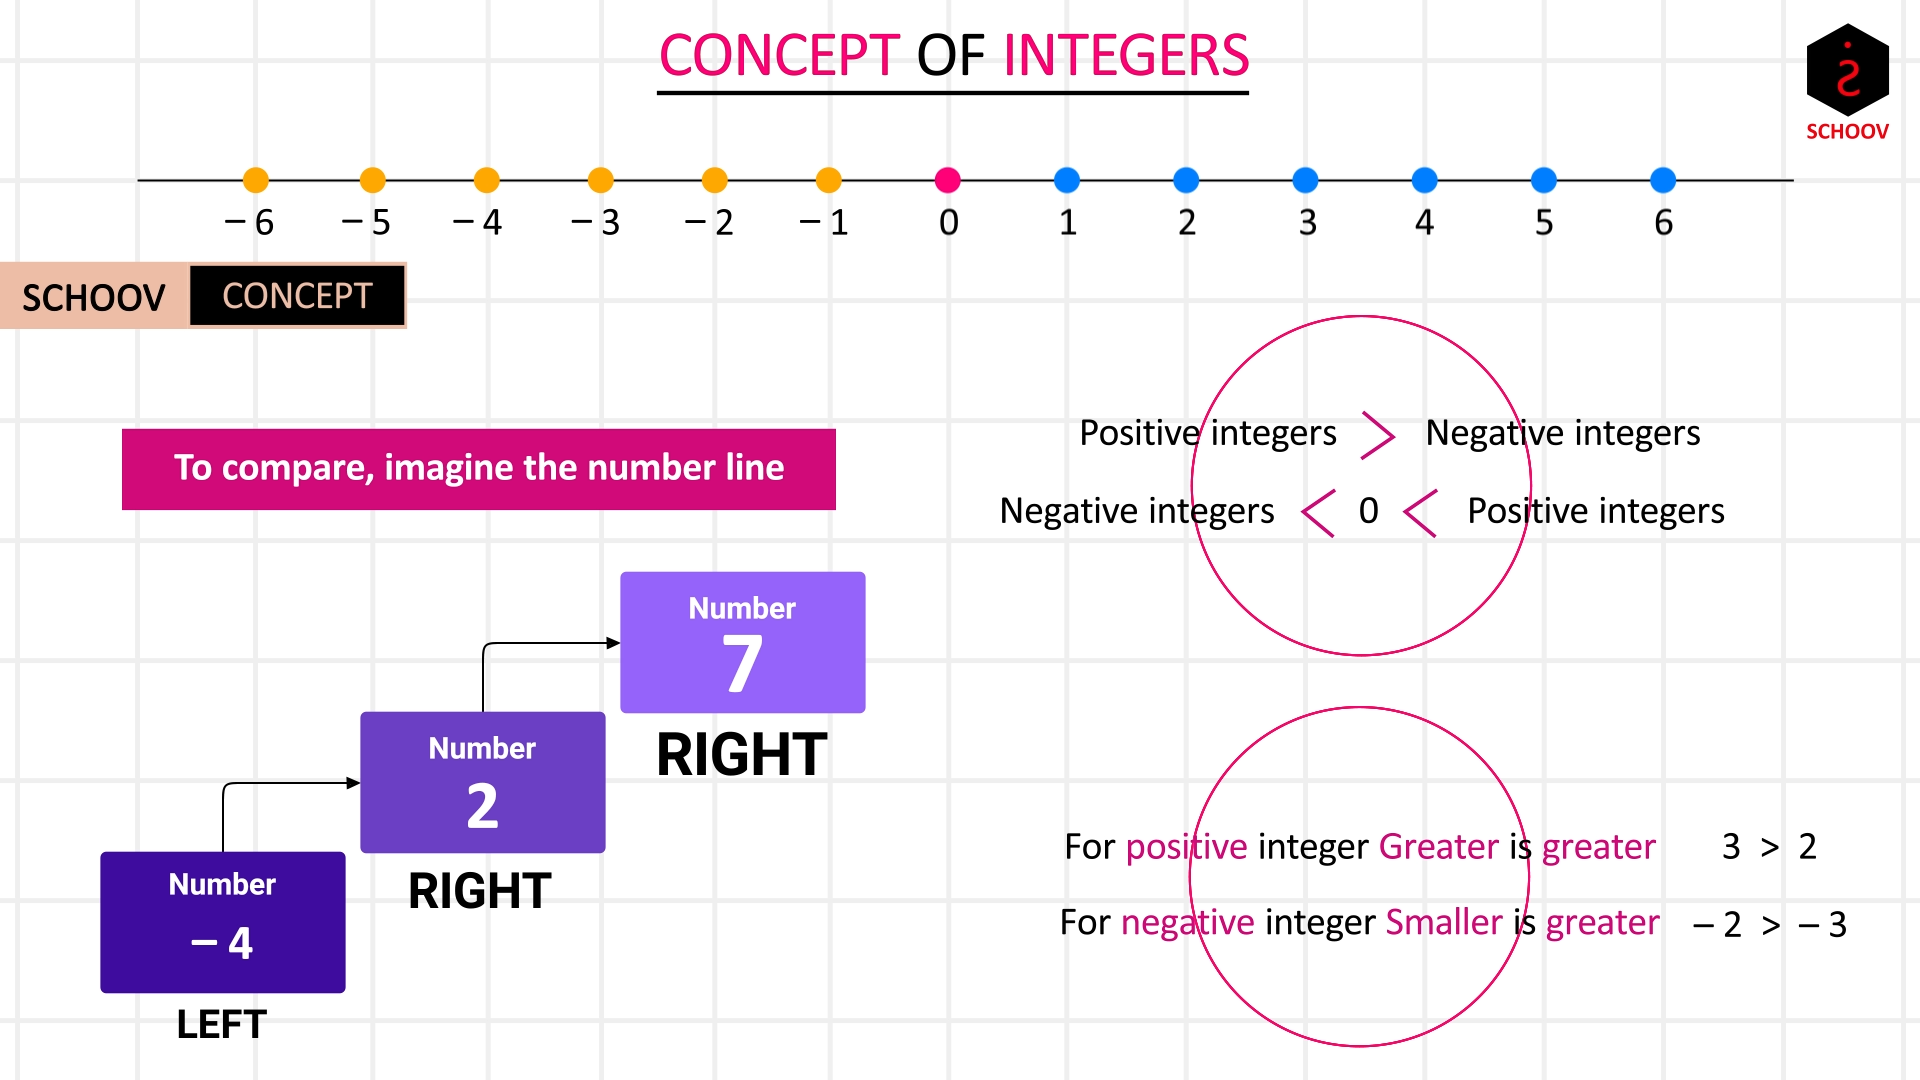 CONCEPT OF INTEGERS
SCHOOV
– 6 – 5 – 4 – 3 – 2 – 1 0 1 2 3 4 5 6
SCHOOV CONCEPT
To compare, imagine the number line
Positive integers > Negative integers
Negative integers < 0 < Positive integers
Number
7
RIGHT
Number
2
RIGHT
Number
– 4
LEFT
For positive integer Greater is greater 3 > 2
For negative integer Smaller is greater – 2 > – 3